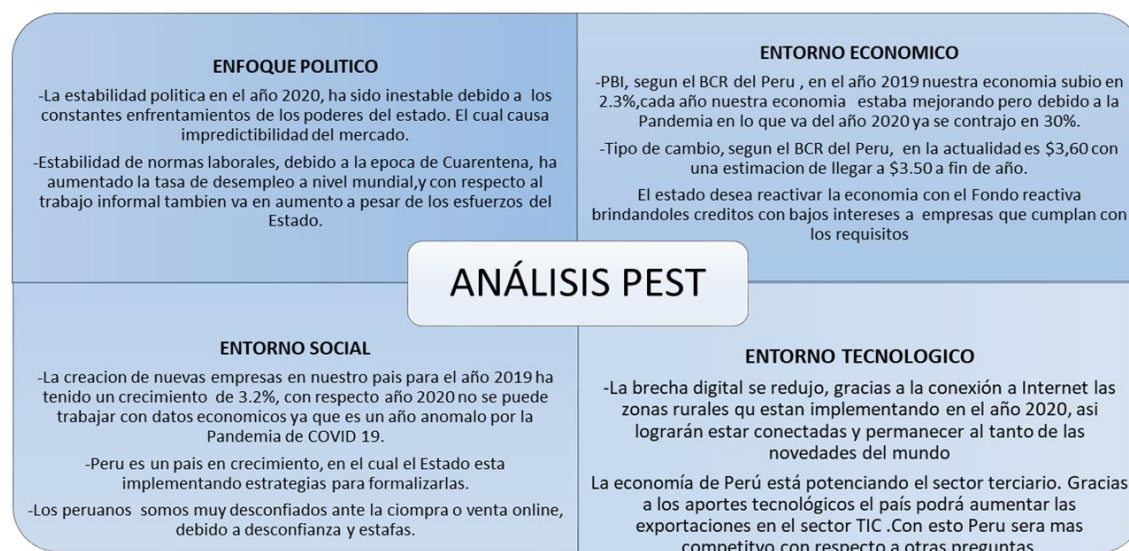 ENFOQUE POLITICO
-La estabilidad politica en el año 2020, ha sido inestable debido a los
constantes enfrentamientos de los poderes del estado. El cual causa
impredictibilidad del mercado.
-Estabilidad de normas laborales, debido a la epoca de Cuarentena, ha
aumentado la tasa de desempleo a nivel mundial,y con respecto al
trabajo informal tambien va en aumento a pesar de los esfuerzos del
Estado.
ENTORNO ECONOMICO
-PBI, segun el BCR del Peru , en el año 2019 nuestra economia subio en
2.3%,cada año nuestra economia estaba mejorando pero debido a la
Pandemia en lo que va del año 2020 ya se contrajo en 30%.
-Tipo de cambio, segun el BCR del Peru, en la actualidad es $3,60 con
una estimacion de llegar a $3.50 a fin de año.
El estado desea reactivar la economia con el Fondo reactiva
brindandoles creditos con bajos intereses a empresas que cumplan con
los requisitos
ANÁLISIS PEST
ENTORNO SOCIAL
-La creacion de nuevas empresas en nuestro pais para el año 2019 ha
tenido un crecimiento de 3.2%, con respecto año 2020 no se puede
trabajar con datos economicos ya que es un año anomalo por la
Pandemia de COVID 19.
-Peru es un pais en crecimiento, en el cual el Estado esta
implementando estrategias para formalizarlas.
-Los peruanos somos muy desconfiados ante la ciompra o venta online,
debido a desconfianza y estafas.
ENTORNO TECNOLOGICO
-La brecha digital se redujo, gracias a la conexión a Internet las
zonas rurales qu estan implementando en el año 2020, asi
lograrán estar conectadas y permanecer al tanto de las
novedades del mundo
La economía de Perú está potenciando el sector terciario. Gracias
a los aportes tecnológicos el país podrá aumentar las
exportaciones en el sector TIC .Con esto Peru sera mas
competitvo con respecto a otras preguntas